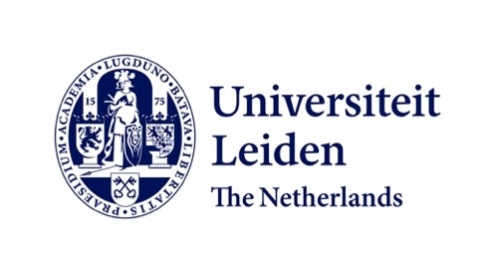 ACADEMIA · LUGDUNO · BATAVA · LIBERTATIS · PRAESIDIUM ·
15 75
Universiteit
Leiden
The Netherlands